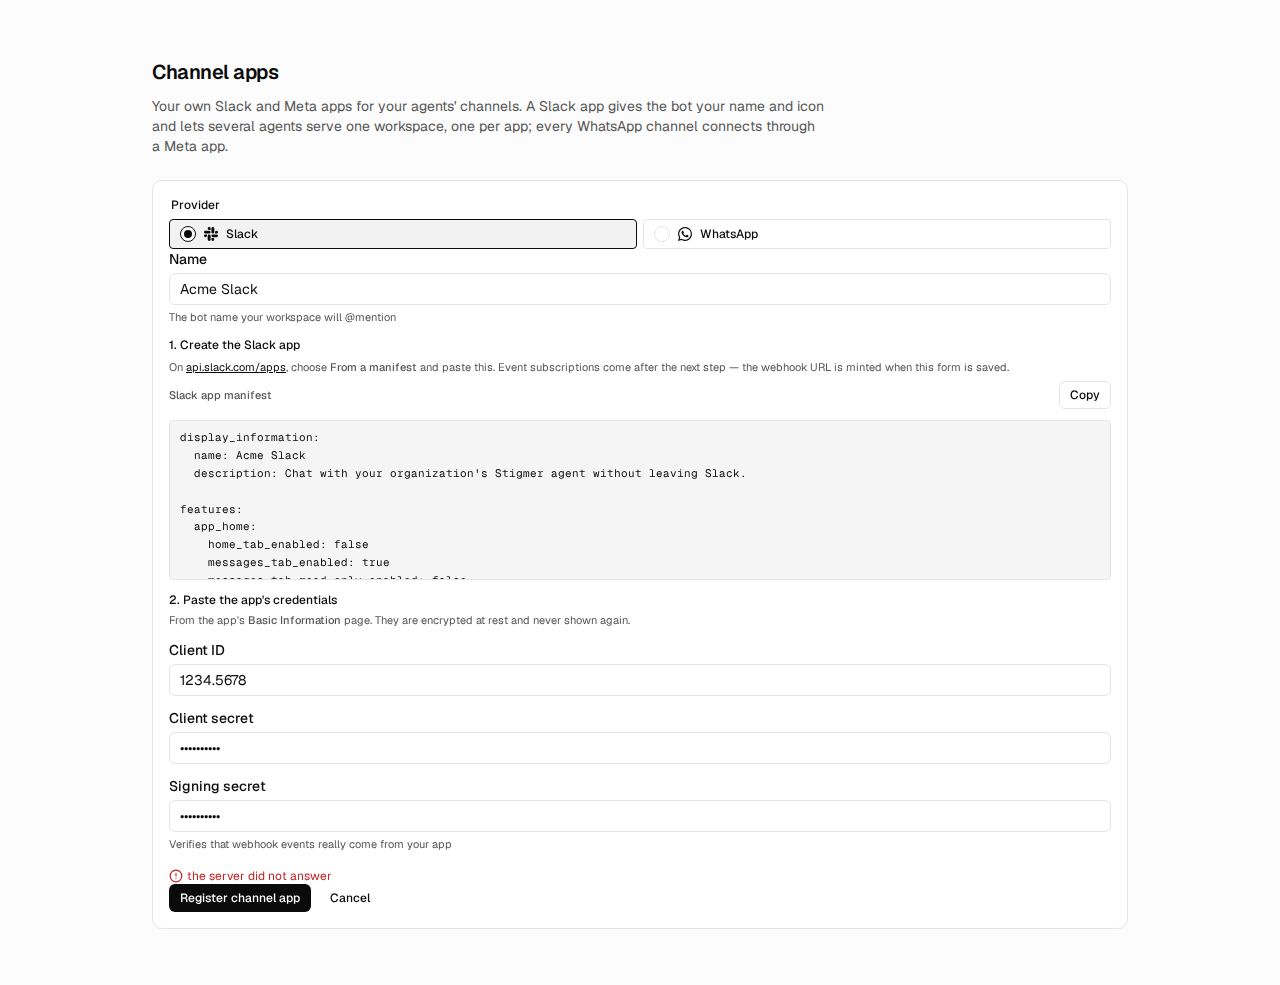 Channel apps
Your own Slack and Meta apps for your agents' channels. A Slack app gives the bot your name and icon
and lets several agents serve one workspace, one per app; every WhatsApp channel connects through
a Meta app.
Provider
Slack
WhatsApp
Name
Acme Slack
The bot name your workspace will @mention
1. Create the Slack app
On api.slack.com/apps, choose From a manifest and paste this. Event subscriptions come after the next step — the webhook URL is minted when this form is saved.
Slack app manifest
Copy
display_information:
  name: Acme Slack
  description: Chat with your organization's Stigmer agent without leaving Slack.
features:
  app_home:
    home_tab_enabled: false
    messages_tab_enabled: true
    messages_tab_read_only_enabled: false
2. Paste the app's credentials
From the app's Basic Information page. They are encrypted at rest and never shown again.
Client ID
1234.5678
Client secret
••••••••••
Signing secret
••••••••••
Verifies that webhook events really come from your app
the server did not answer
Register channel app
Cancel